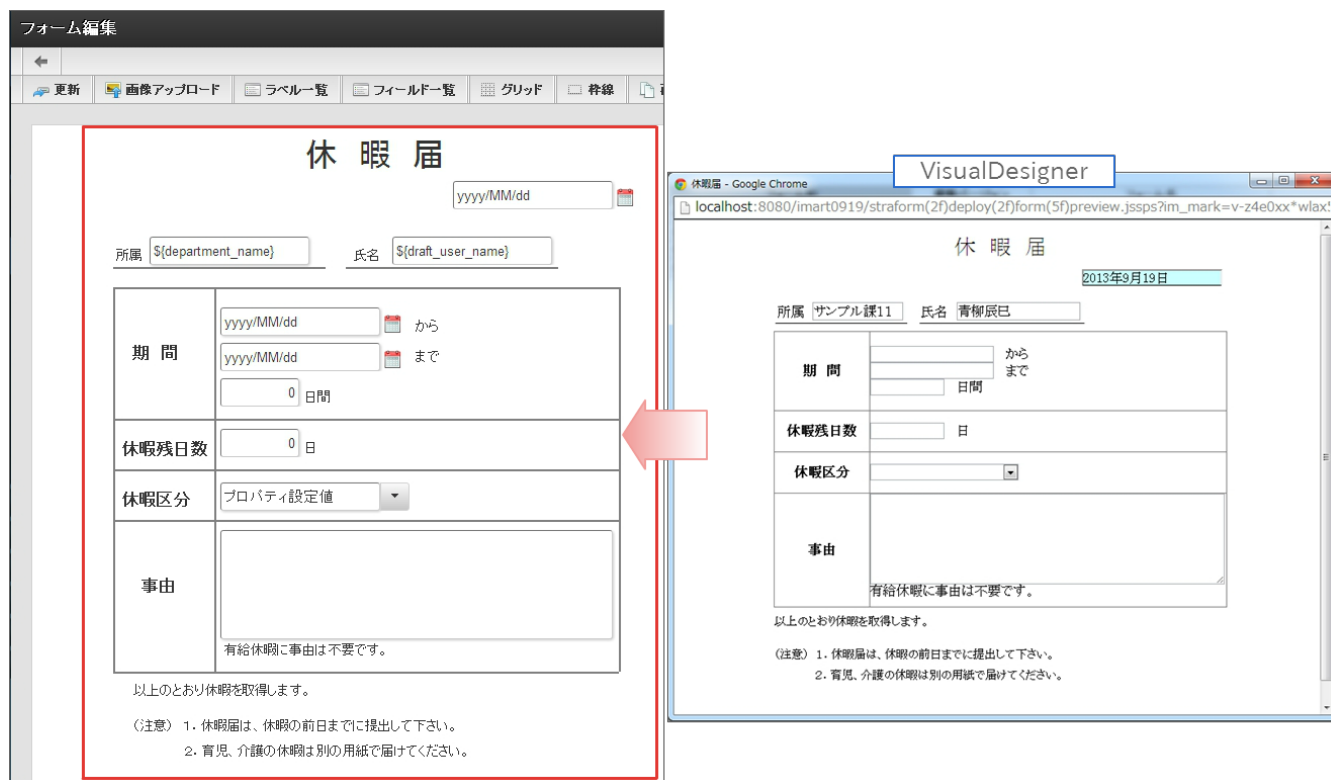 フォーム編集
更新 画像アップロード ラベル一覧 フィールド一覧 グリッド 枠線
休 暇 届
yyyy/MM/dd
所属 ${department_name} 氏名 ${draft_user_name}
期 間
yyyy/MM/dd から
yyyy/MM/dd まで
0 日間
休暇残日数 0 日
休暇区分 プロパティ設定値
事由
有給休暇に事由は不要です。
以上のとおり休暇を取得します。
（注意） 1．休暇届は、休暇の前日までに提出して下さい。
2．育児、介護の休暇は別の用紙で届けてください。
VisualDesigner
休暇届 - Google Chrome
localhost:8080/imart0919/straform(2f)deploy(2f)form(5f)preview.jssps?im_mark=v-z4e0xx*wlax
休 暇 届
2013年9月19日
所属 サンプル課11 氏名 青柳辰巳
期 間
から
まで
日間
休暇残日数 日
休暇区分
事由
有給休暇に事由は不要です。
以上のとおり休暇を取得します。
（注意） 1．休暇届は、休暇の前日までに提出して下さい。
2．育児、介護の休暇は別の用紙で届けてください。